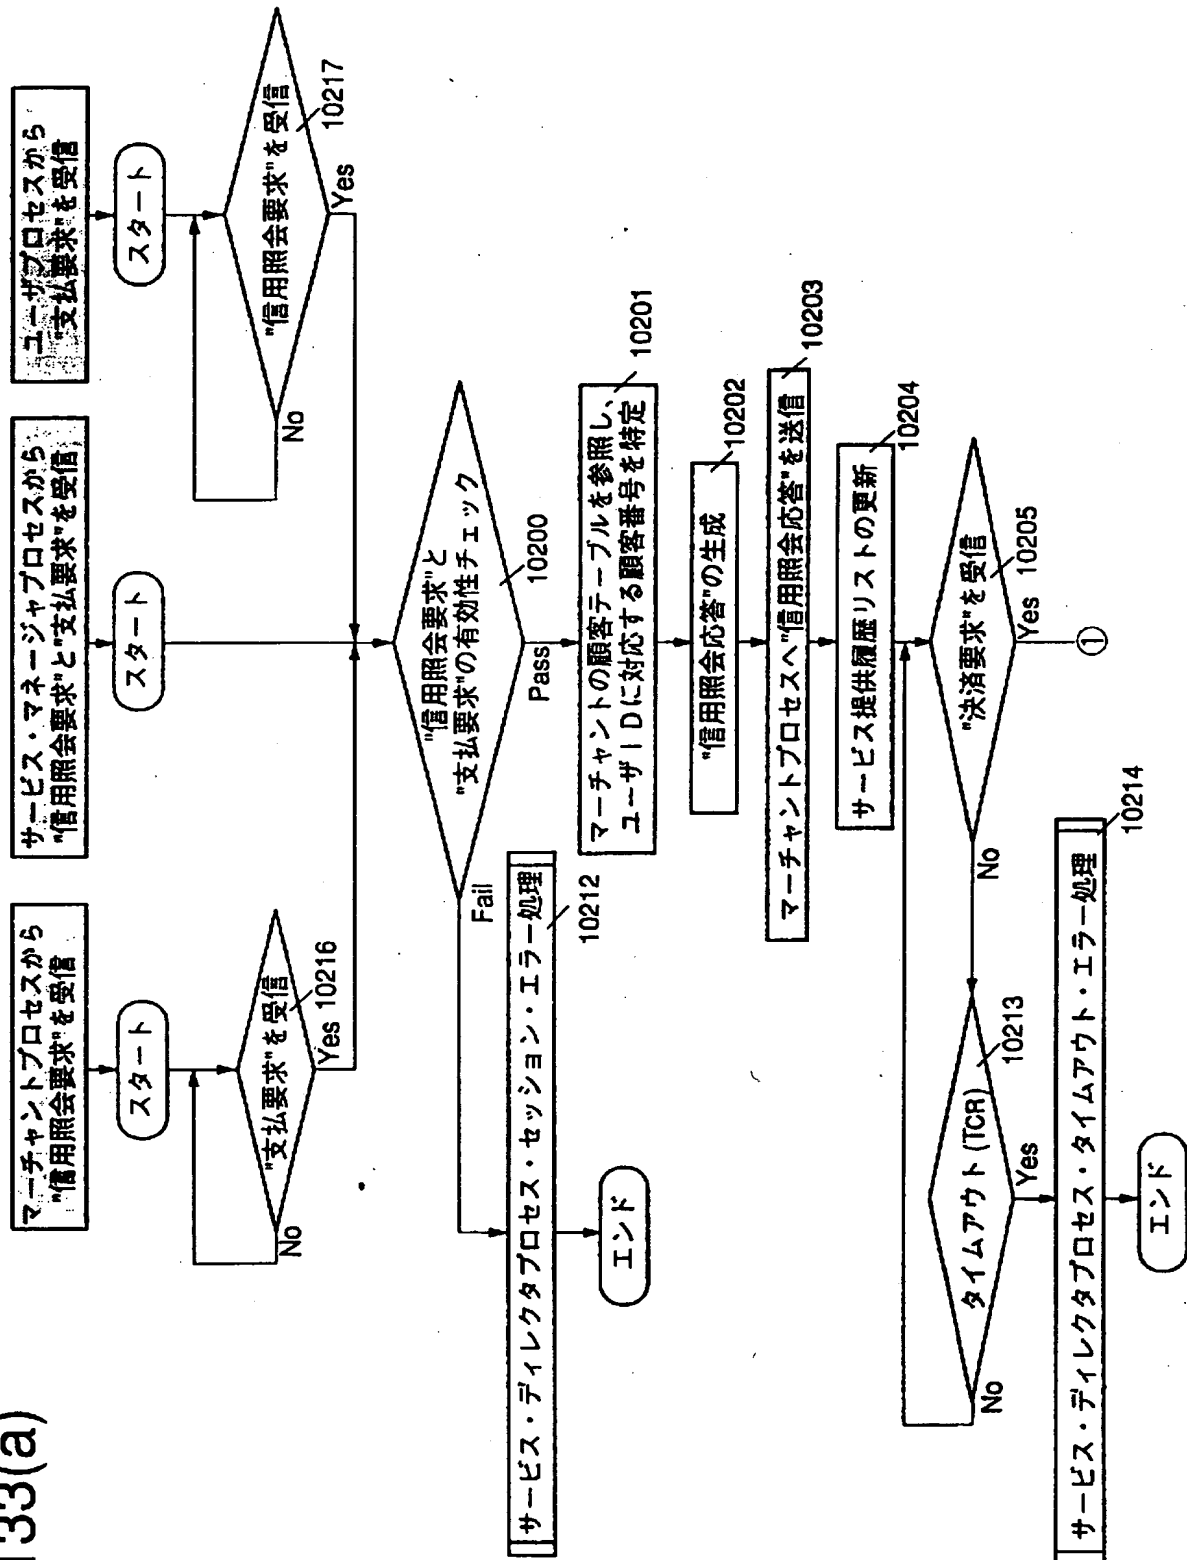 133(a)
マーチャントプロセスから
"信用照会要求"を受信
スタート
"支払要求"を受信
10216
No
Yes
サービス・マネージャプロセスから
"信用照会要求"と"支払要求"を受信
スタート
ユーザプロセスから
"支払要求"を受信
スタート
"信用照会要求"を受信
10217
No
Yes
"信用照会要求"と
"支払要求"の有効性チェック
10200
Fail
Pass
サービス・ディレクタプロセス・セッション・エラー処理
10212
エンド
マーチャントの顧客テーブルを参照し、
ユーザIDに対応する顧客番号を特定
10201
"信用照会応答"の生成
10202
マーチャントプロセスへ"信用照会応答"を送信
10203
サービス提供履歴リストの更新
10204
"決済要求"を受信
10205
No
Yes
①
タイムアウト(TCR)
10213
No
Yes
サービス・ディレクタプロセス・タイムアウト・エラー処理
10214
エンド